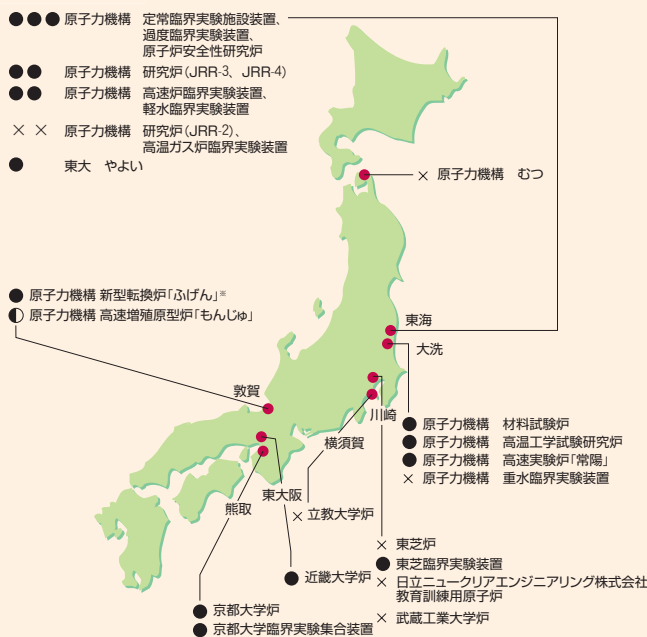 ●●● 原子力機構 定常臨界実験施設装置、
過度臨界実験装置、
原子炉安全性研究炉
●● 原子力機構 研究炉(JRR-3、JRR-4)
●● 原子力機構 高速炉臨界実験装置、
軽水臨界実験装置
×× 原子力機構 研究炉(JRR-2)、
高温ガス炉臨界実験装置
● 東大 やよい
× 原子力機構 むつ
● 原子力機構 新型転換炉「ふげん」※
◐ 原子力機構 高速増殖原型炉「もんじゅ」
東海
大洗
敦賀
川崎
横須賀
東大阪
熊取
● 原子力機構 材料試験炉
● 原子力機構 高温工学試験研究炉
● 原子力機構 高速実験炉「常陽」
× 原子力機構 重水臨界実験装置
× 立教大学炉
× 東芝炉
● 東芝臨界実験装置
× 日立ニュークリアエンジニアリング株式会社
教育訓練用原子炉
× 武蔵工業大学炉
● 近畿大学炉
● 京都大学炉
● 京都大学臨界実験集合装置